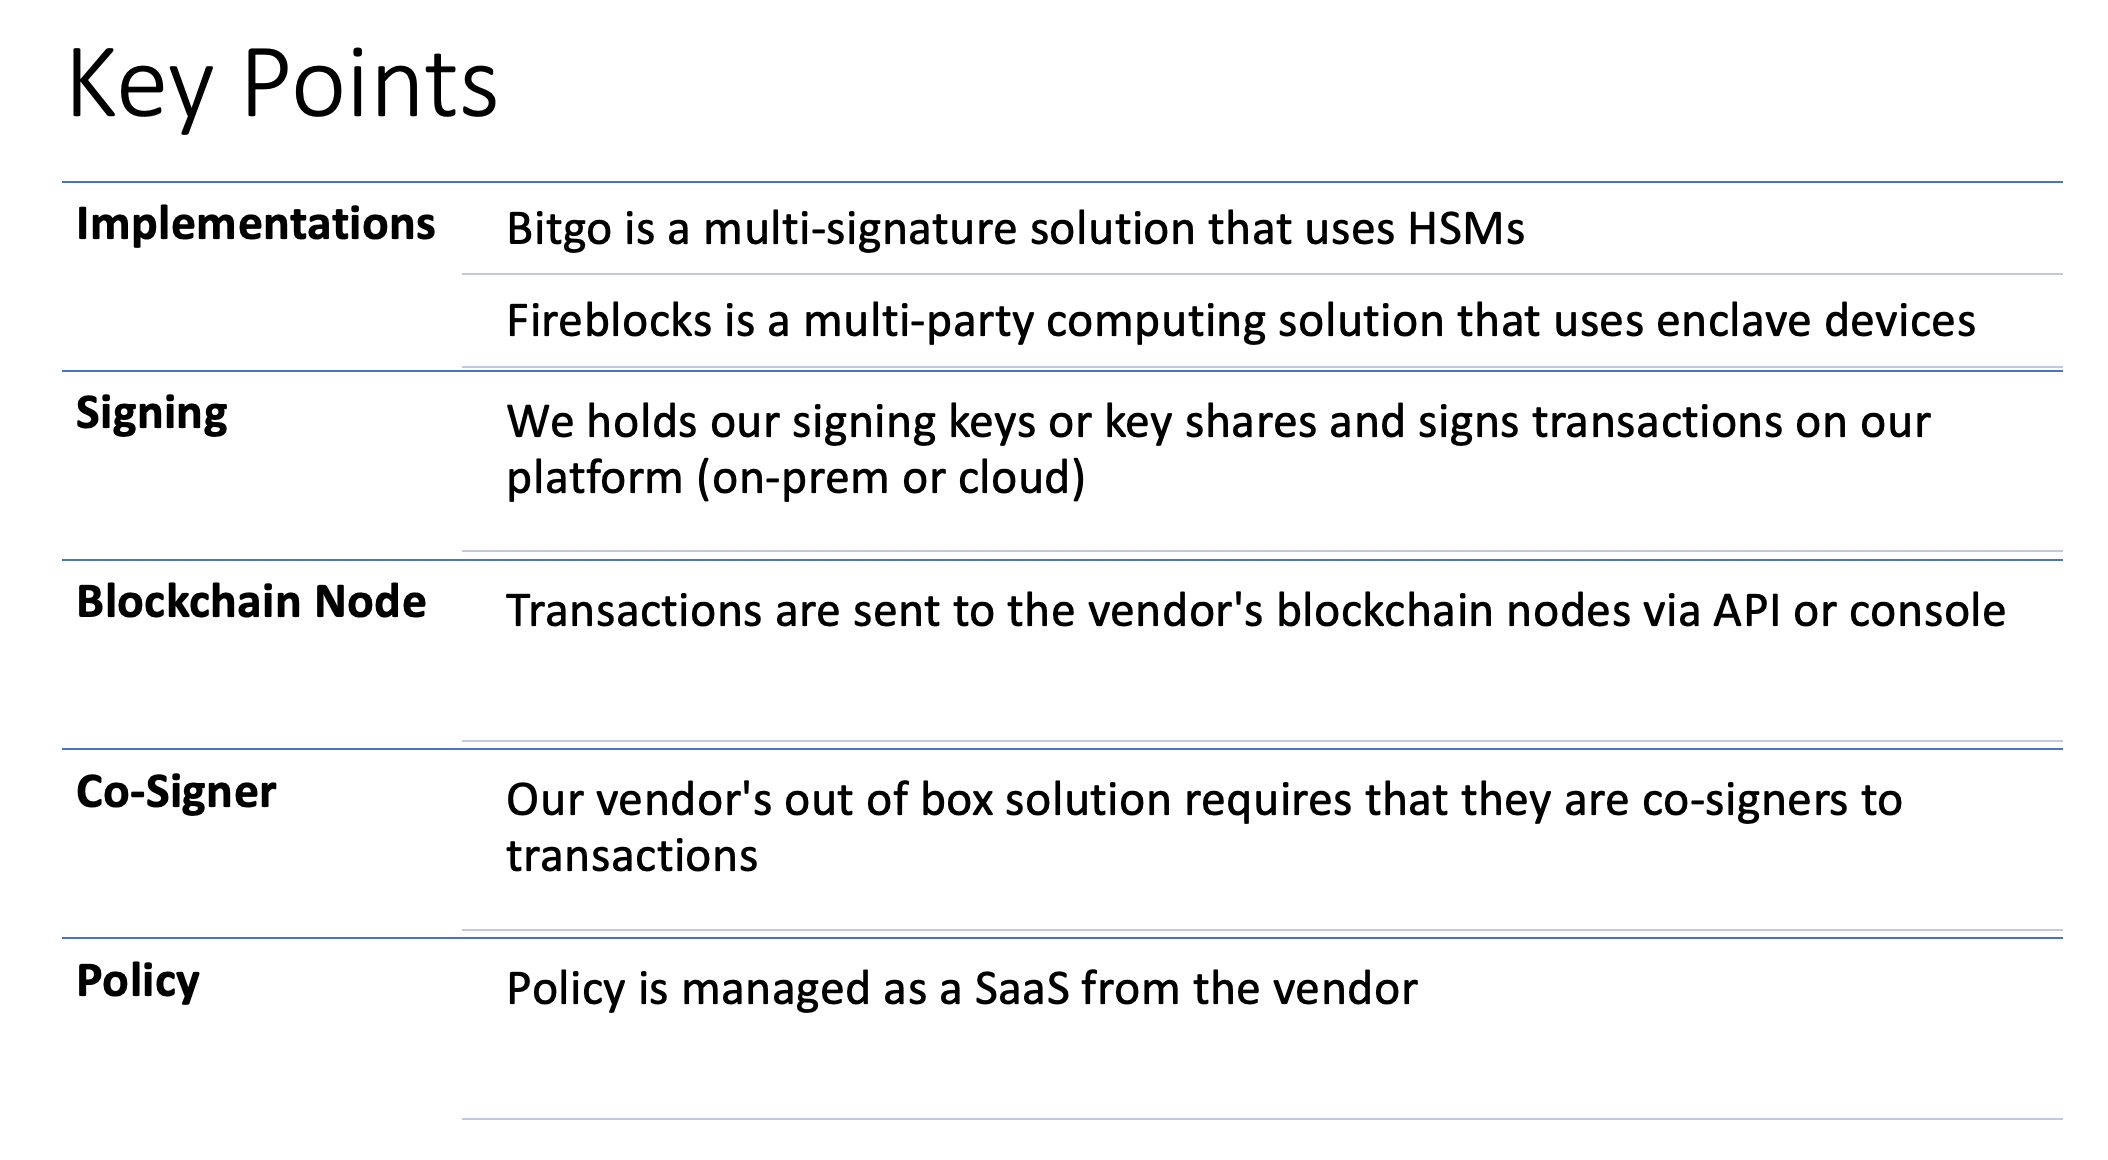 Key Points
Implementations
Bitgo is a multi-signature solution that uses HSMs
Fireblocks is a multi-party computing solution that uses enclave devices
Signing
We holds our signing keys or key shares and signs transactions on our
platform (on-prem or cloud)
Blockchain Node
Transactions are sent to the vendor's blockchain nodes via API or console
Co-Signer
Our vendor's out of box solution requires that they are co-signers to
transactions
Policy
Policy is managed as a SaaS from the vendor